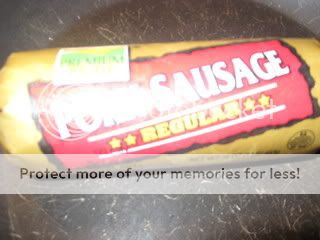 PREMIUM
PORK SAUSAGE
REGULAR
Protect more of your memories for less!